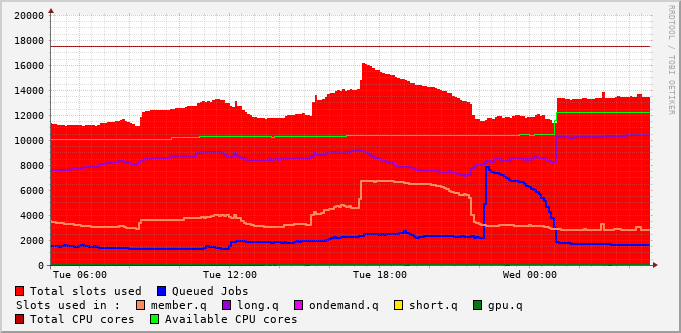 20000
18000
16000
14000
12000
10000
8000
6000
4000
2000
0
Tue 06:00 Tue 12:00 Tue 18:00 Wed 00:00
Total slots used Queued Jobs
Slots used in : member.q long.q ondemand.q short.q gpu.q
Total CPU cores Available CPU cores
RRDTOOL / TOBI OETIKER